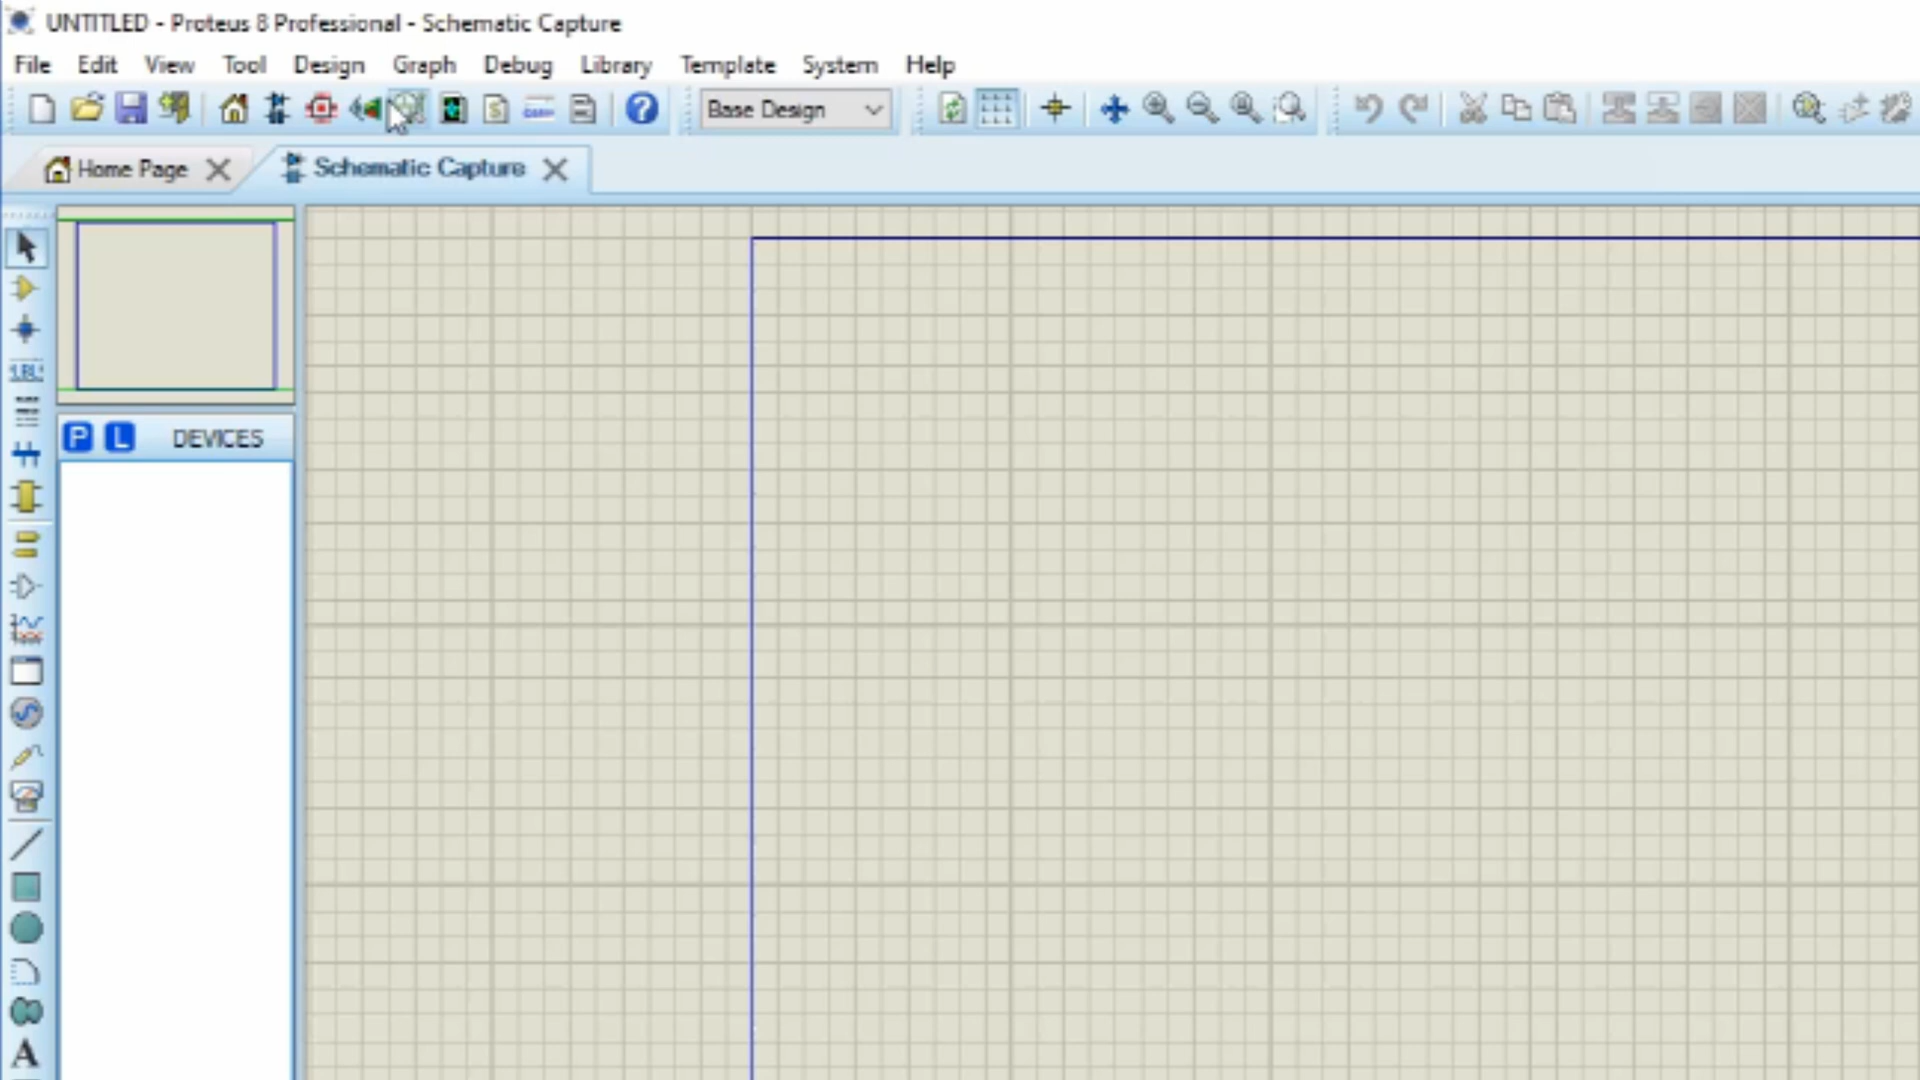 UNTITLED - Proteus 8 Professional - Schematic Capture
File Edit View Tool Design Graph Debug Library Template System Help
Base Design
Home Page Schematic Capture
P L DEVICES
A